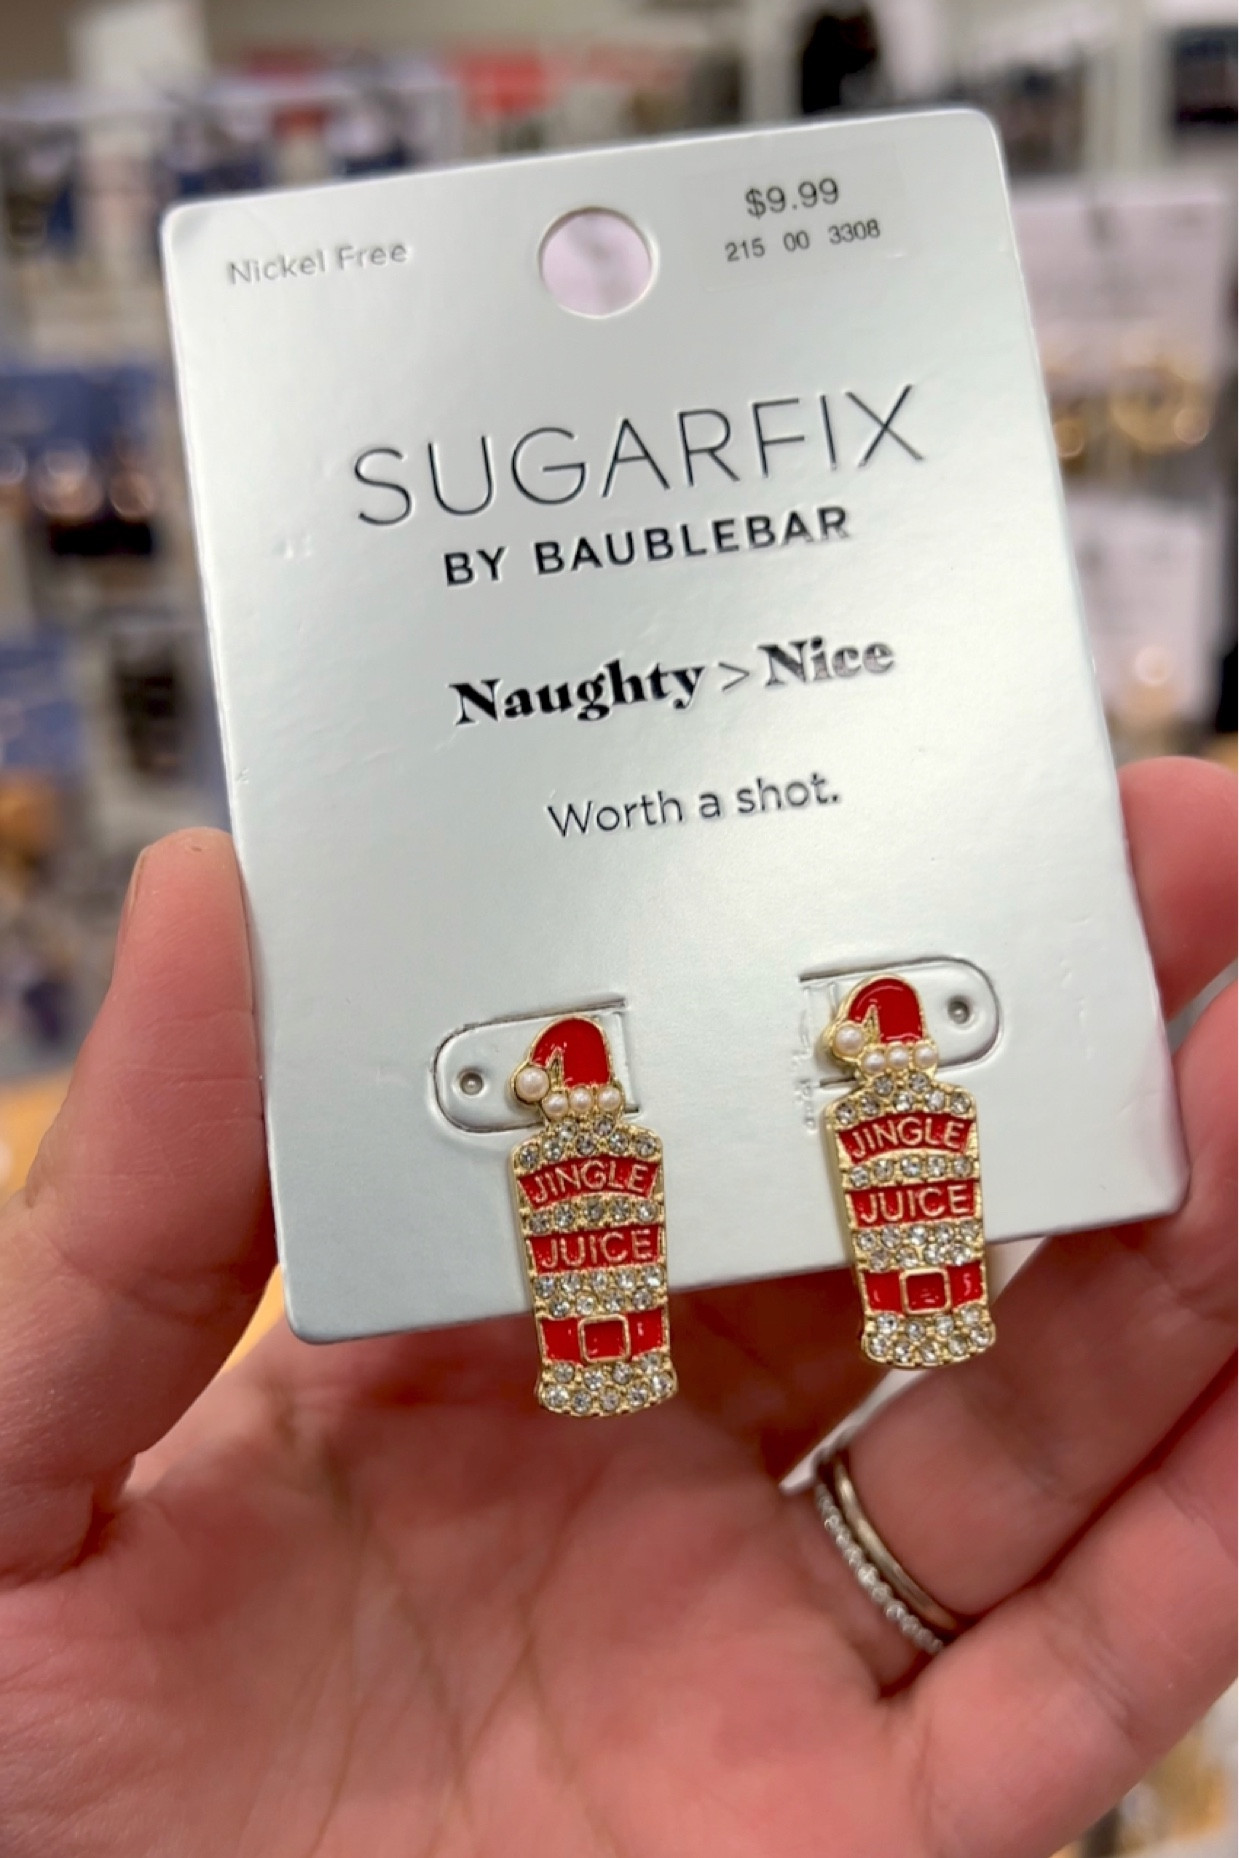 Nickel Free
$9.99
215 00 3308
SUGARFIX
BY BAUBLEBAR
Naughty > Nice
Worth a shot.
JINGLE
JUICE
JINGLE
JUICE